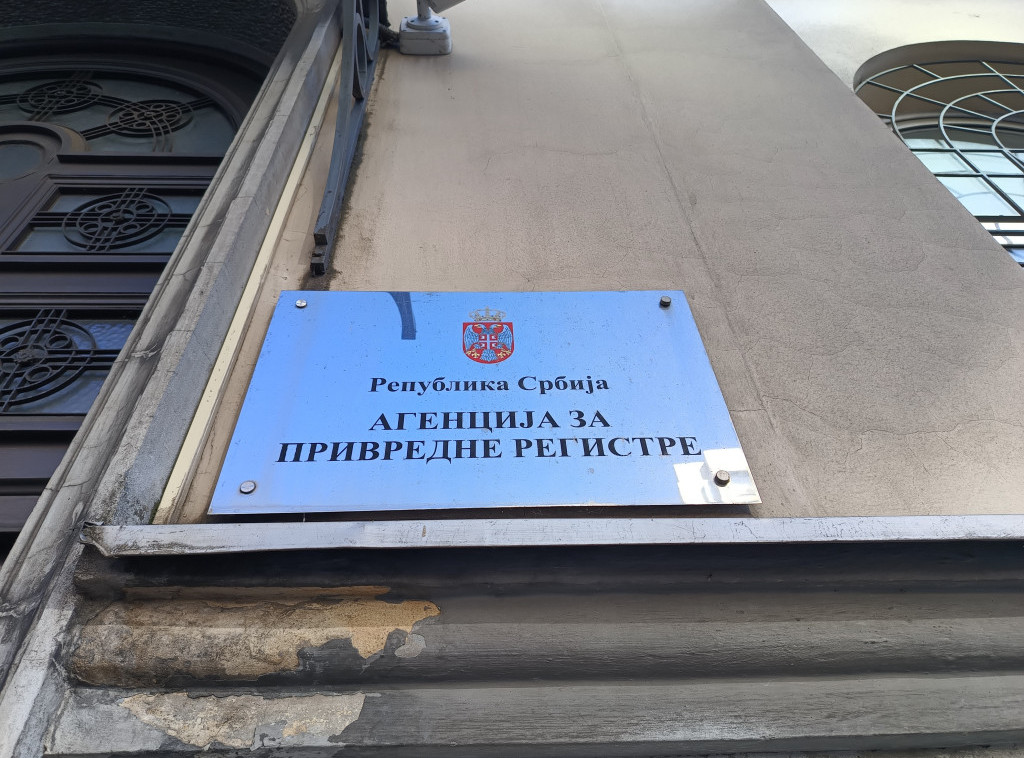 Република Србија
АГЕНЦИЈА ЗА
ПРИВРЕДНЕ РЕГИСТРЕ